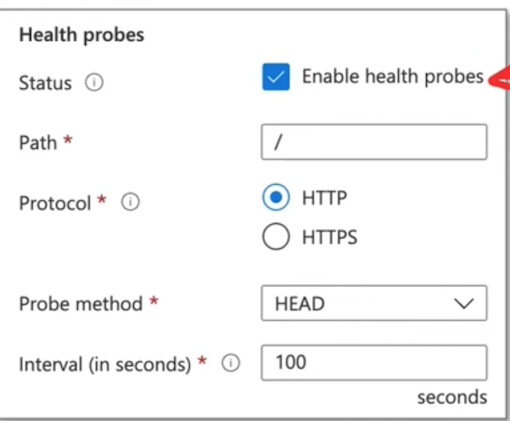 Health probes
Status
Enable health probes
Path *
/
Protocol *
HTTP
HTTPS
Probe method *
HEAD
Interval (in seconds) *
100
seconds